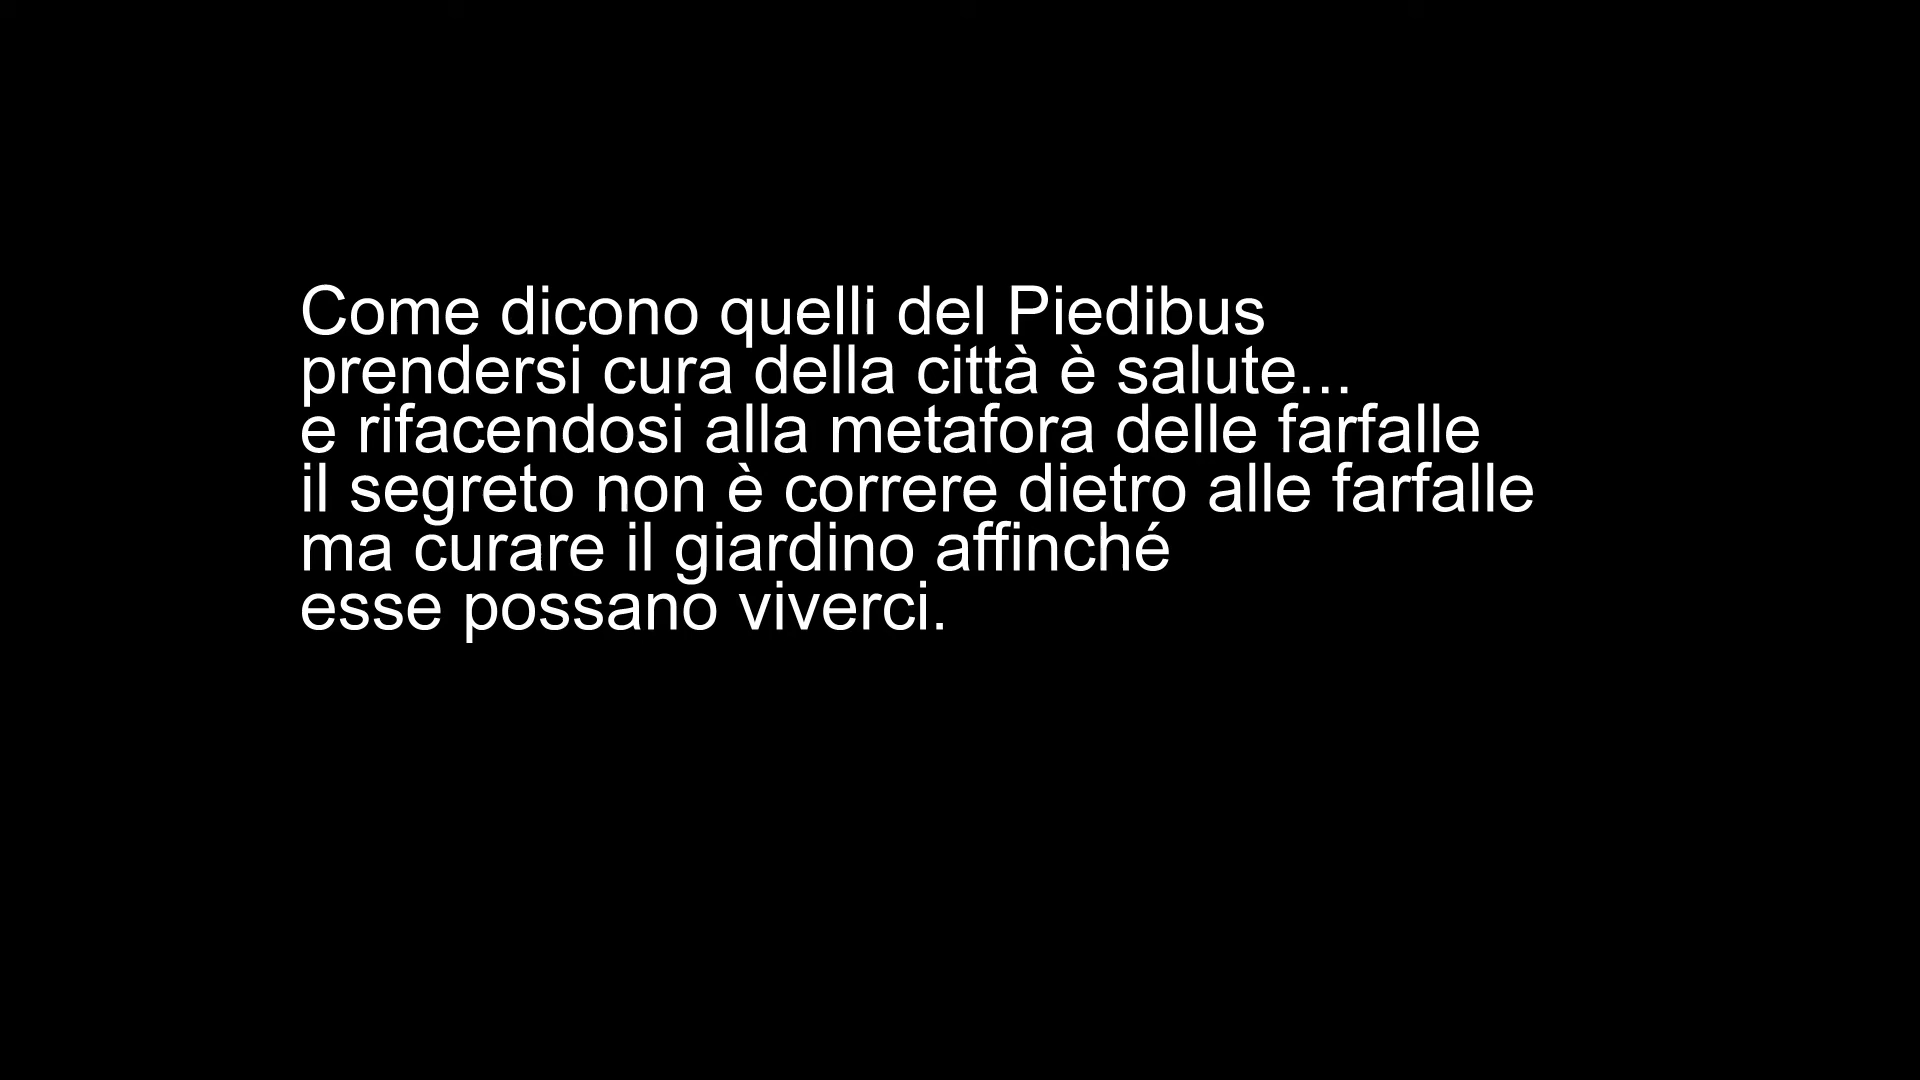 Come dicono quelli del Piedibus
prendersi cura della città è salute...
e rifacendosi alla metafora delle farfalle
il segreto non è correre dietro alle farfalle
ma curare il giardino affinché
esse possano viverci.